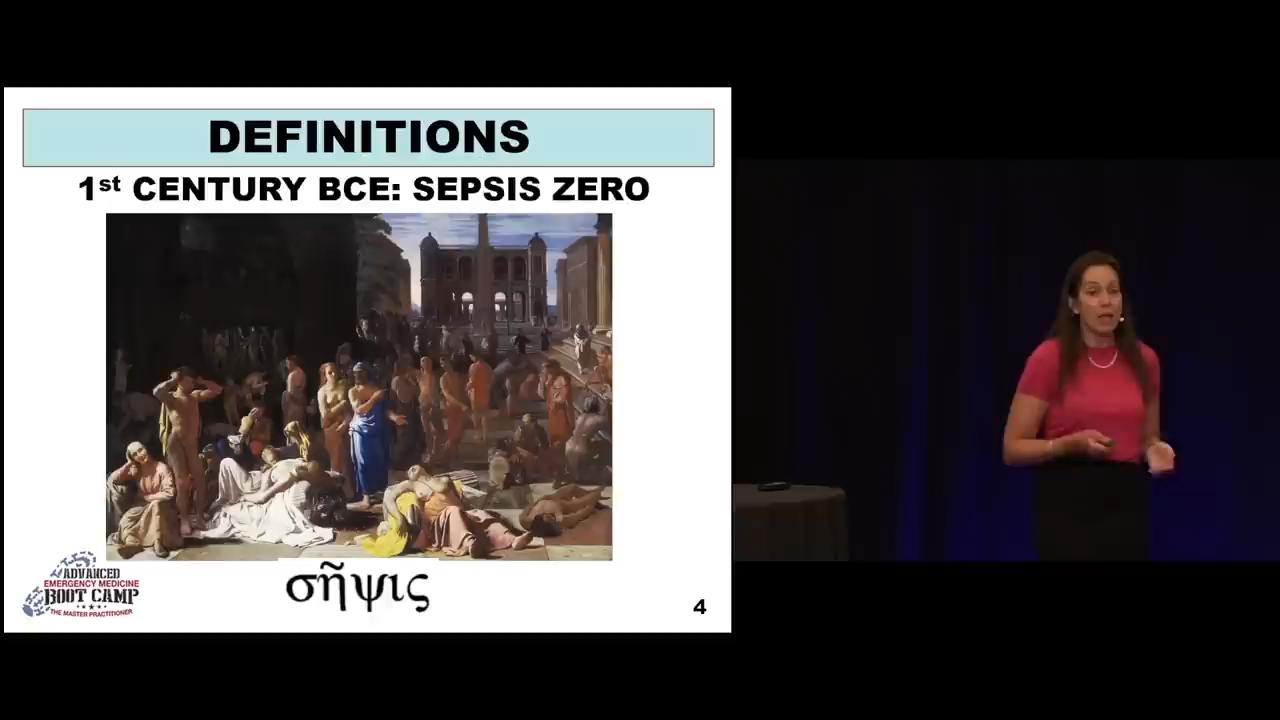 DEFINITIONS
1st CENTURY BCE: SEPSIS ZERO
σῆψις
ADVANCED
EMERGENCY MEDICINE
BOOT CAMP
THE MASTER PRACTITIONER
4